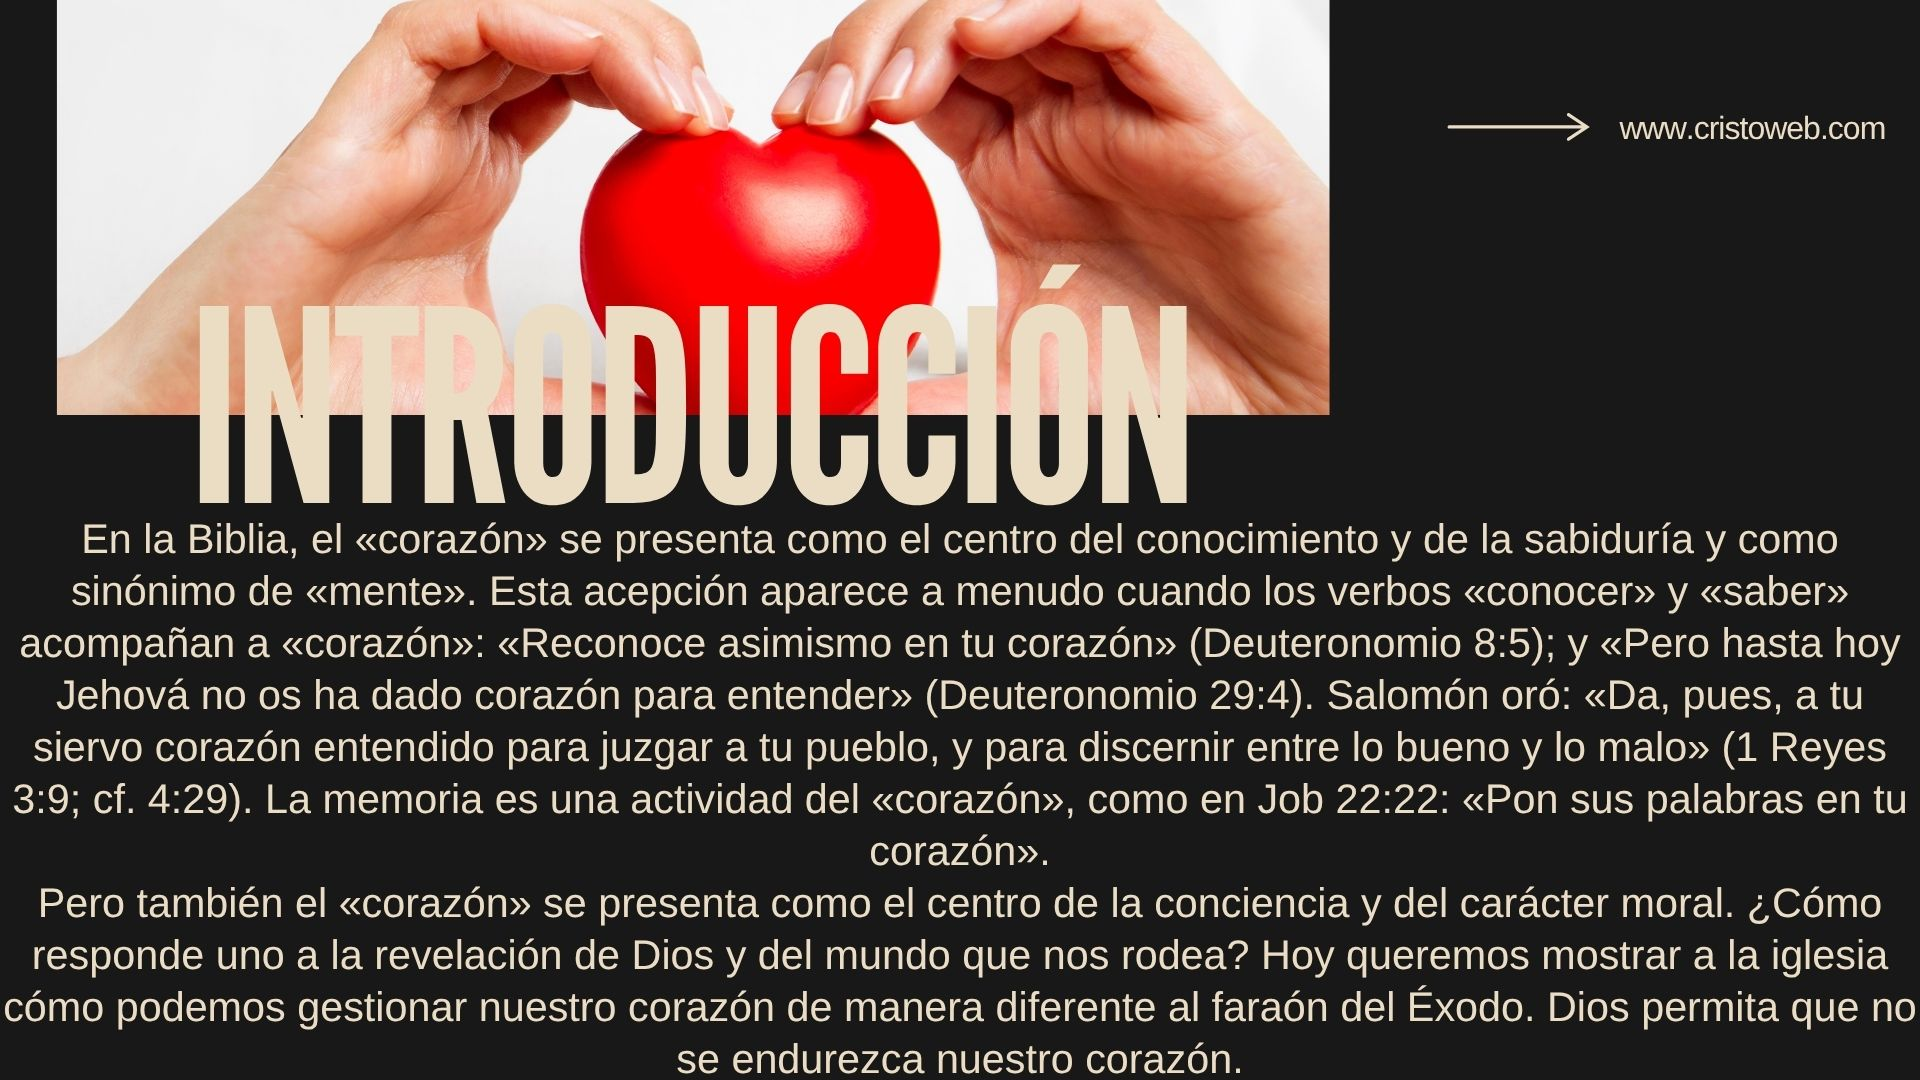 www.cristoweb.com
INTRODUCCIÓN
En la Biblia, el «corazón» se presenta como el centro del conocimiento y de la sabiduría y como
sinónimo de «mente». Esta acepción aparece a menudo cuando los verbos «conocer» y «saber»
acompañan a «corazón»: «Reconoce asimismo en tu corazón» (Deuteronomio 8:5); y «Pero hasta hoy
Jehová no os ha dado corazón para entender» (Deuteronomio 29:4). Salomón oró: «Da, pues, a tu
siervo corazón entendido para juzgar a tu pueblo, y para discernir entre lo bueno y lo malo» (1 Reyes
3:9; cf. 4:29). La memoria es una actividad del «corazón», como en Job 22:22: «Pon sus palabras en tu
corazón».
Pero también el «corazón» se presenta como el centro de la conciencia y del carácter moral. ¿Cómo
responde uno a la revelación de Dios y del mundo que nos rodea? Hoy queremos mostrar a la iglesia
cómo podemos gestionar nuestro corazón de manera diferente al faraón del Éxodo. Dios permita que no
se endurezca nuestro corazón.